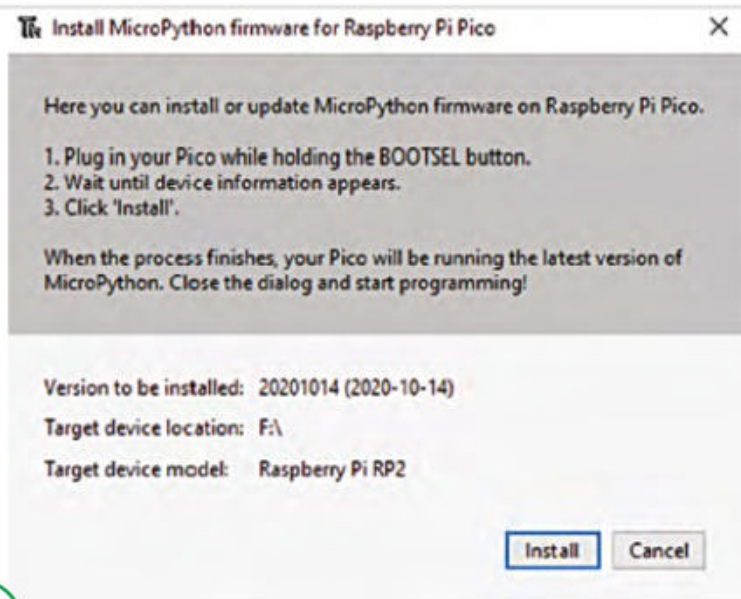 Install MicroPython firmware for Raspberry Pi Pico
Here you can install or update MicroPython firmware on Raspberry Pi Pico.
1. Plug in your Pico while holding the BOOTSEL button.
2. Wait until device information appears.
3. Click 'Install'.
When the process finishes, your Pico will be running the latest version of
MicroPython. Close the dialog and start programming!
Version to be installed: 20201014 (2020-10-14)
Target device location: F:\
Target device model: Raspberry Pi RP2
Install Cancel